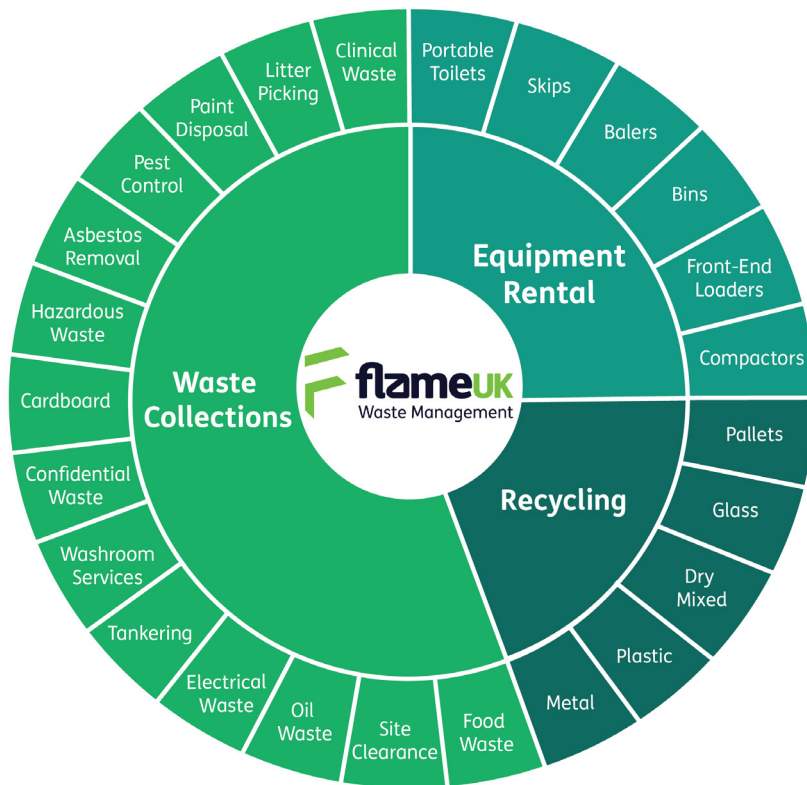 Clinical
Waste
Portable
Toilets
Skips
Balers
Bins
Front-End
Loaders
Compactors
Pallets
Glass
Dry
Mixed
Plastic
Metal
Food
Waste
Site
Clearance
Oil
Waste
Electrical
Waste
Tankering
Washroom
Services
Confidential
Waste
Cardboard
Hazardous
Waste
Asbestos
Removal
Pest
Control
Paint
Disposal
Litter
Picking
Equipment
Rental
Recycling
Waste
Collections
flameUK
Waste Management